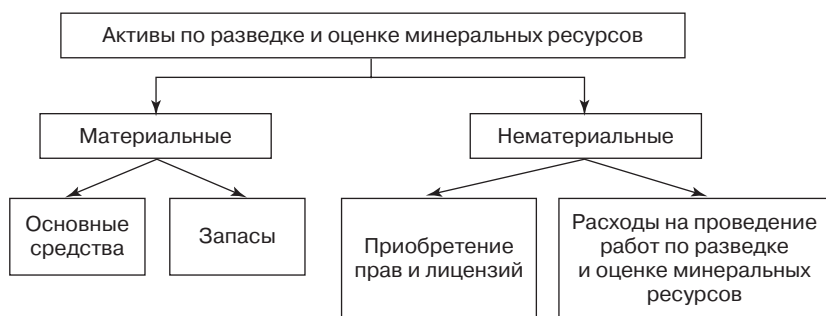 Активы по разведке и оценке минеральных ресурсов
Материальные
Нематериальные
Основные
средства
Запасы
Приобретение
прав и лицензий
Расходы на проведение
работ по разведке
и оценке минеральных
ресурсов